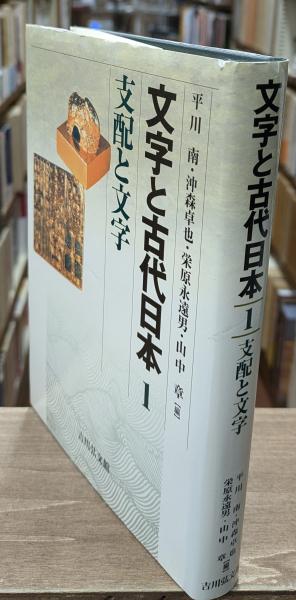 平川 南・沖森卓也・栄原永遠男・山中 章〔編〕
文字と古代日本 1
支配と文字
吉川弘文館
文字と古代日本 1 支配と文字
平川 南・沖森卓也
栄原永遠男・山中 章〔編〕
吉川弘文